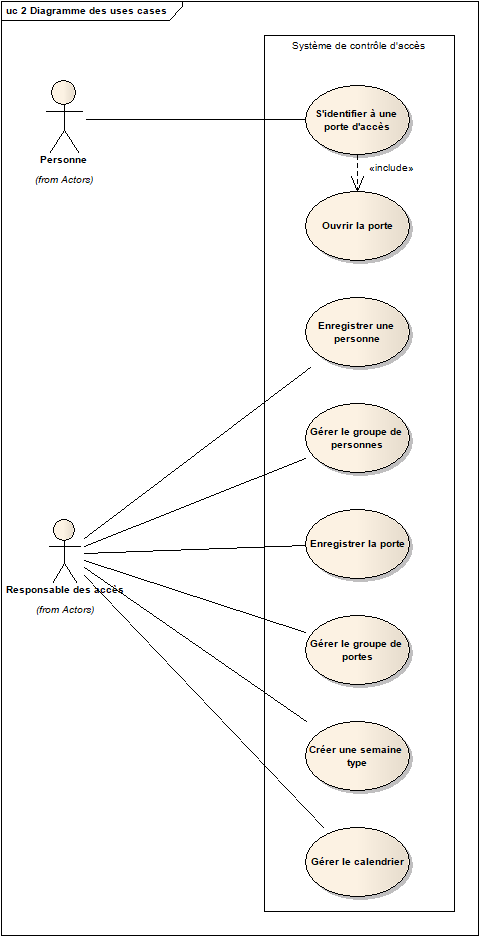 uc 2 Diagramme des uses cases
Système de contrôle d'accès
S'identifier à une
porte d'accès
Personne
(from Actors)
«include»
Ouvrir la porte
Enregistrer une
personne
Gérer le groupe de
personnes
Enregistrer la porte
Responsable des accès
(from Actors)
Gérer le groupe de
portes
Créer une semaine
type
Gérer le calendrier